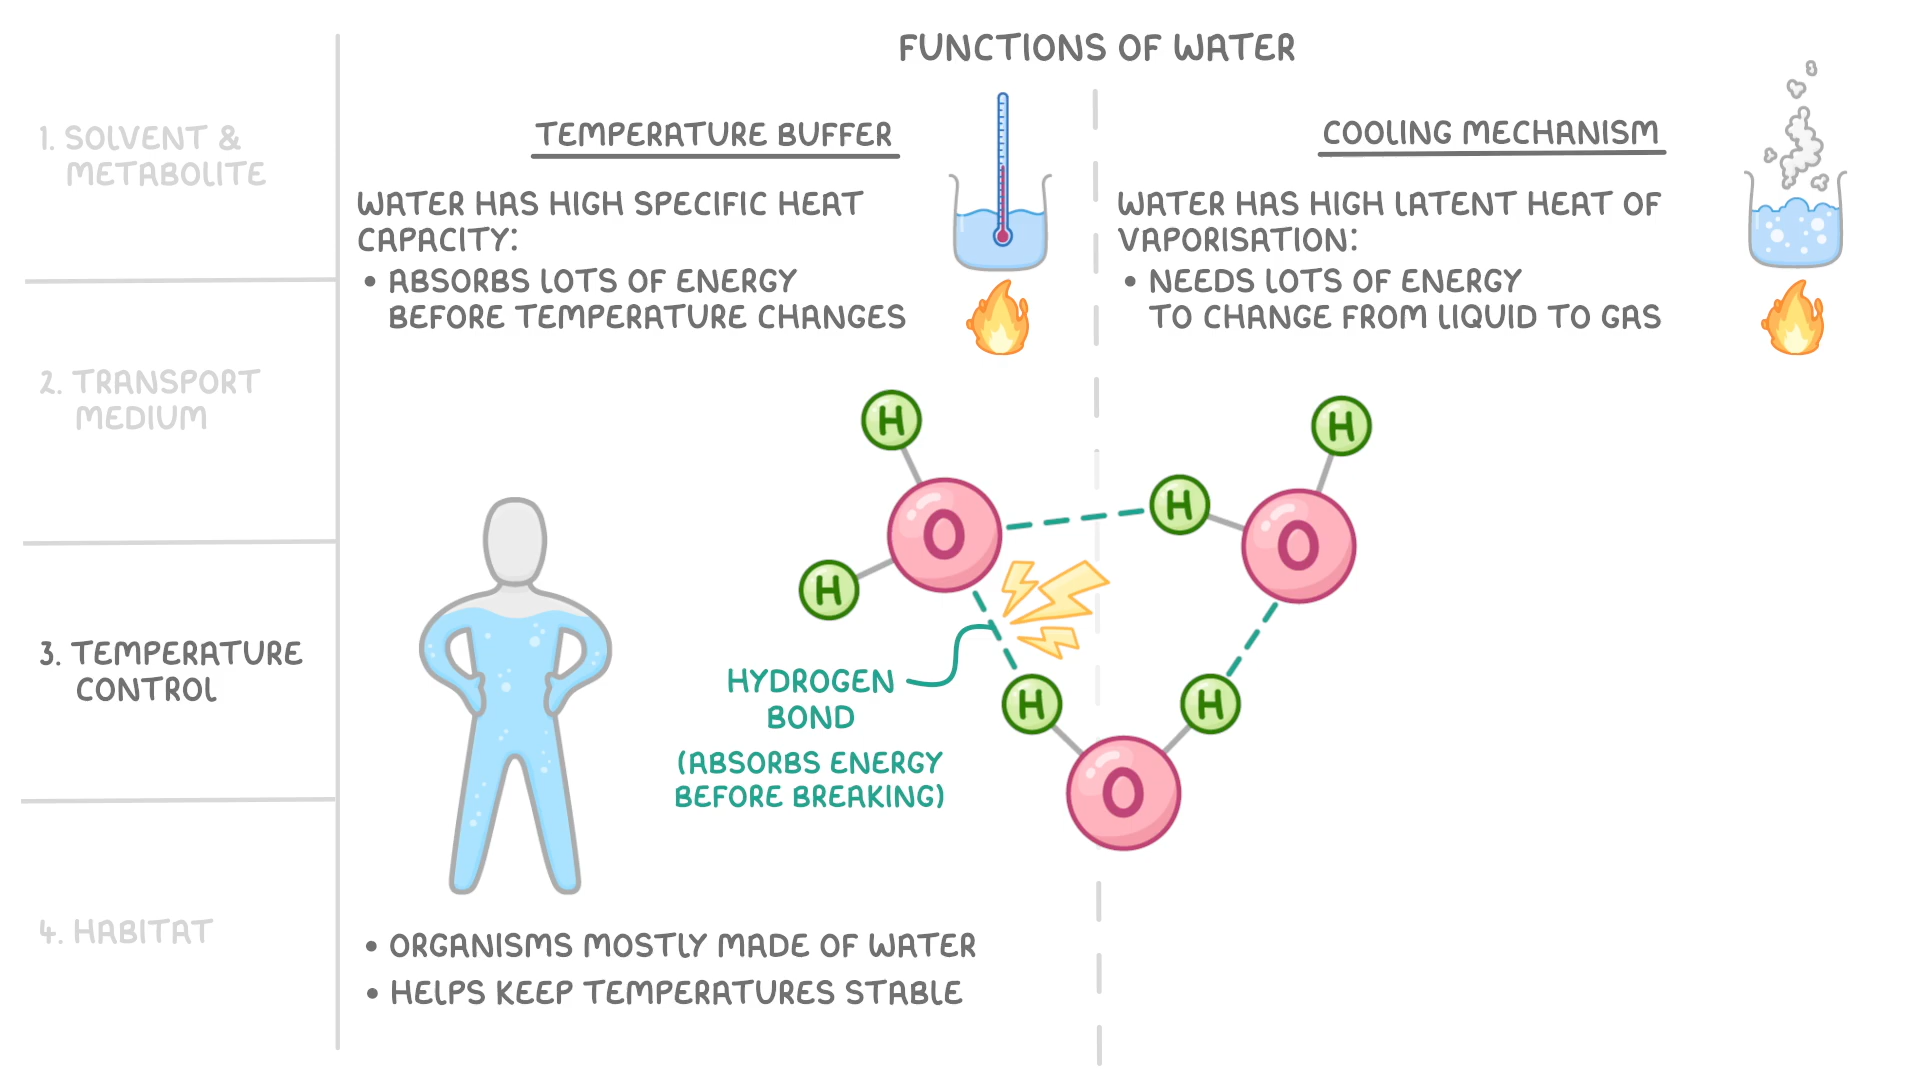 FUNCTIONS OF WATER
1. SOLVENT &
METABOLITE
2. TRANSPORT
MEDIUM
3. TEMPERATURE
CONTROL
4. HABITAT
TEMPERATURE BUFFER
WATER HAS HIGH SPECIFIC HEAT
CAPACITY:
• ABSORBS LOTS OF ENERGY
BEFORE TEMPERATURE CHANGES
COOLING MECHANISM
WATER HAS HIGH LATENT HEAT OF
VAPORISATION:
• NEEDS LOTS OF ENERGY
TO CHANGE FROM LIQUID TO GAS
H
H
O
H
H
O
H
H
O
HYDROGEN
BOND
(ABSORBS ENERGY
BEFORE BREAKING)
• ORGANISMS MOSTLY MADE OF WATER
• HELPS KEEP TEMPERATURES STABLE